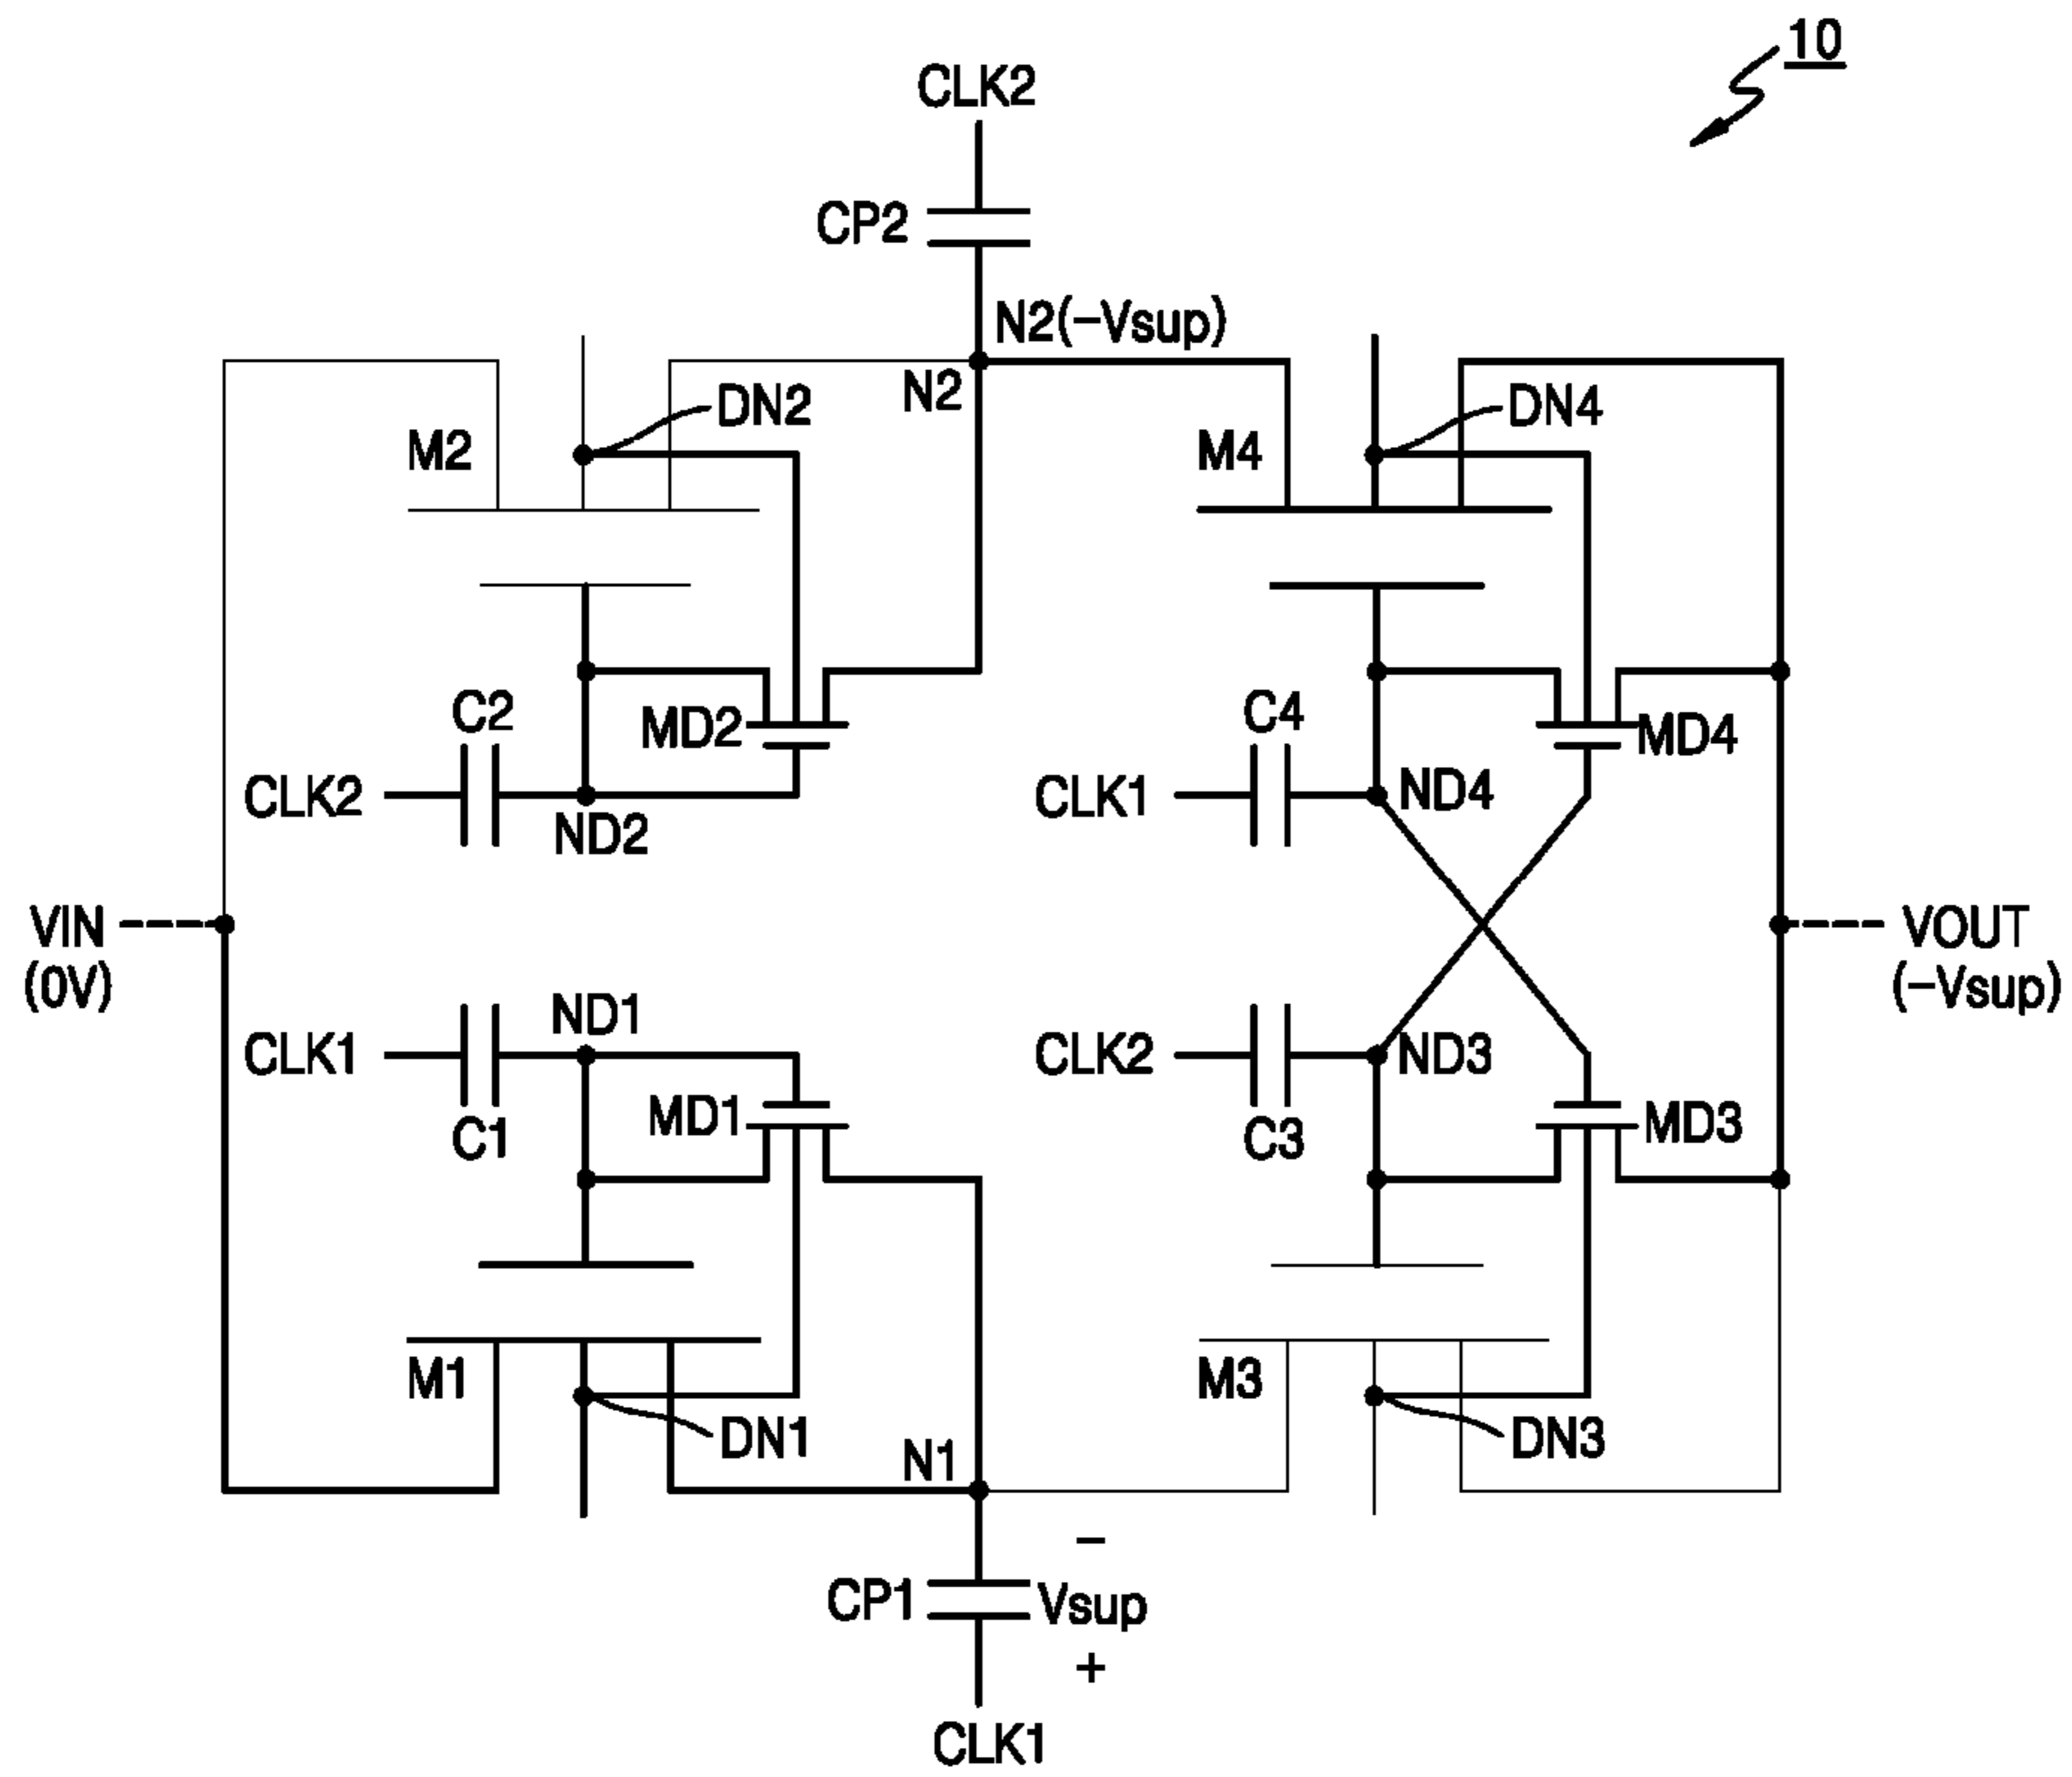 10
CLK2
CP2
N2(-Vsup)
N2
DN2
DN4
M2
M4
C2
MD2
C4
MD4
CLK2
CLK1
ND4
ND2
VIN
(0V)
VOUT
(-Vsup)
ND1
CLK1
CLK2
ND3
C1
MD1
C3
MD3
M1
M3
DN1
DN3
N1
-
CP1
Vsup
+
CLK1